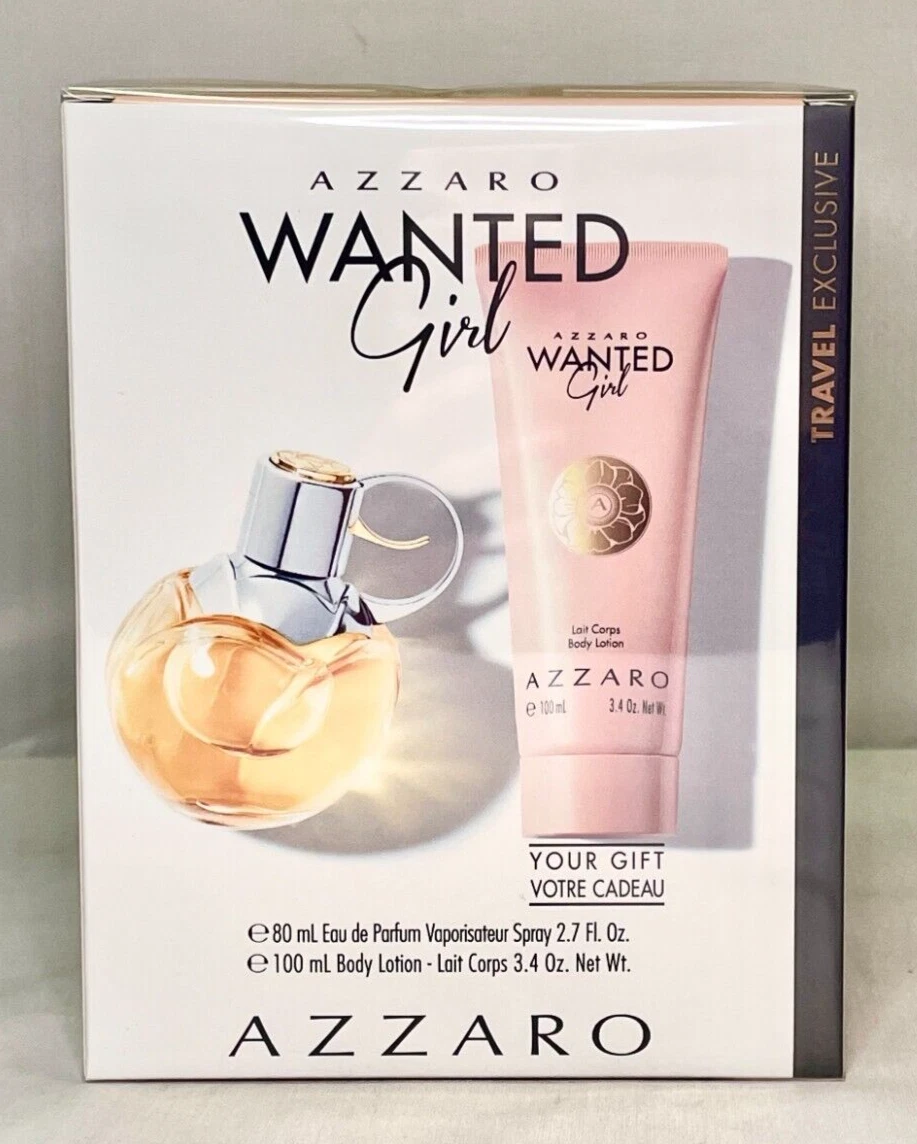 AZZARO
WANTED
Girl
TRAVEL EXCLUSIVE
AZZARO
WANTED
Girl
A
Lait Corps
Body Lotion
AZZARO
℮ 100 mL 3.4 Oz. Net Wt.
YOUR GIFT
VOTRE CADEAU
℮ 80 mL Eau de Parfum Vaporisateur Spray 2.7 Fl. Oz.
℮ 100 mL Body Lotion - Lait Corps 3.4 Oz. Net Wt.
AZZARO